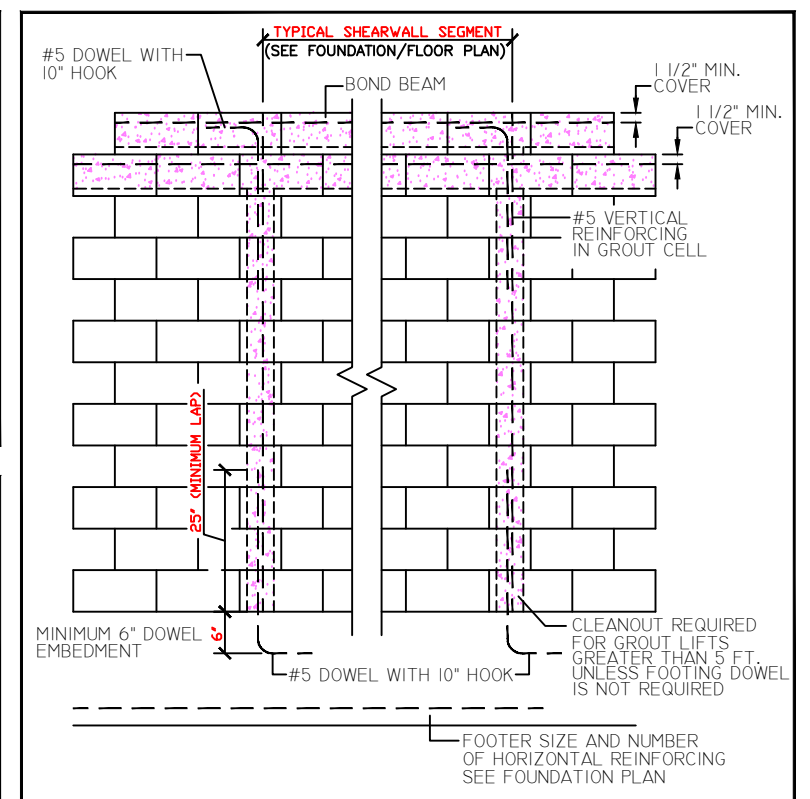 TYPICAL SHEARWALL SEGMENT
(SEE FOUNDATION/FLOOR PLAN)
#5 DOWEL WITH
10" HOOK
BOND BEAM
1 1/2" MIN.
COVER
1 1/2" MIN.
COVER
#5 VERTICAL
REINFORCING
IN GROUT CELL
25' (MINIMUM LAP)
6'
MINIMUM 6" DOWEL
EMBEDMENT
#5 DOWEL WITH 10" HOOK
CLEANOUT REQUIRED
FOR GROUT LIFTS
GREATER THAN 5 FT.
UNLESS FOOTING DOWEL
IS NOT REQUIRED
FOOTER SIZE AND NUMBER
OF HORIZONTAL REINFORCING
SEE FOUNDATION PLAN